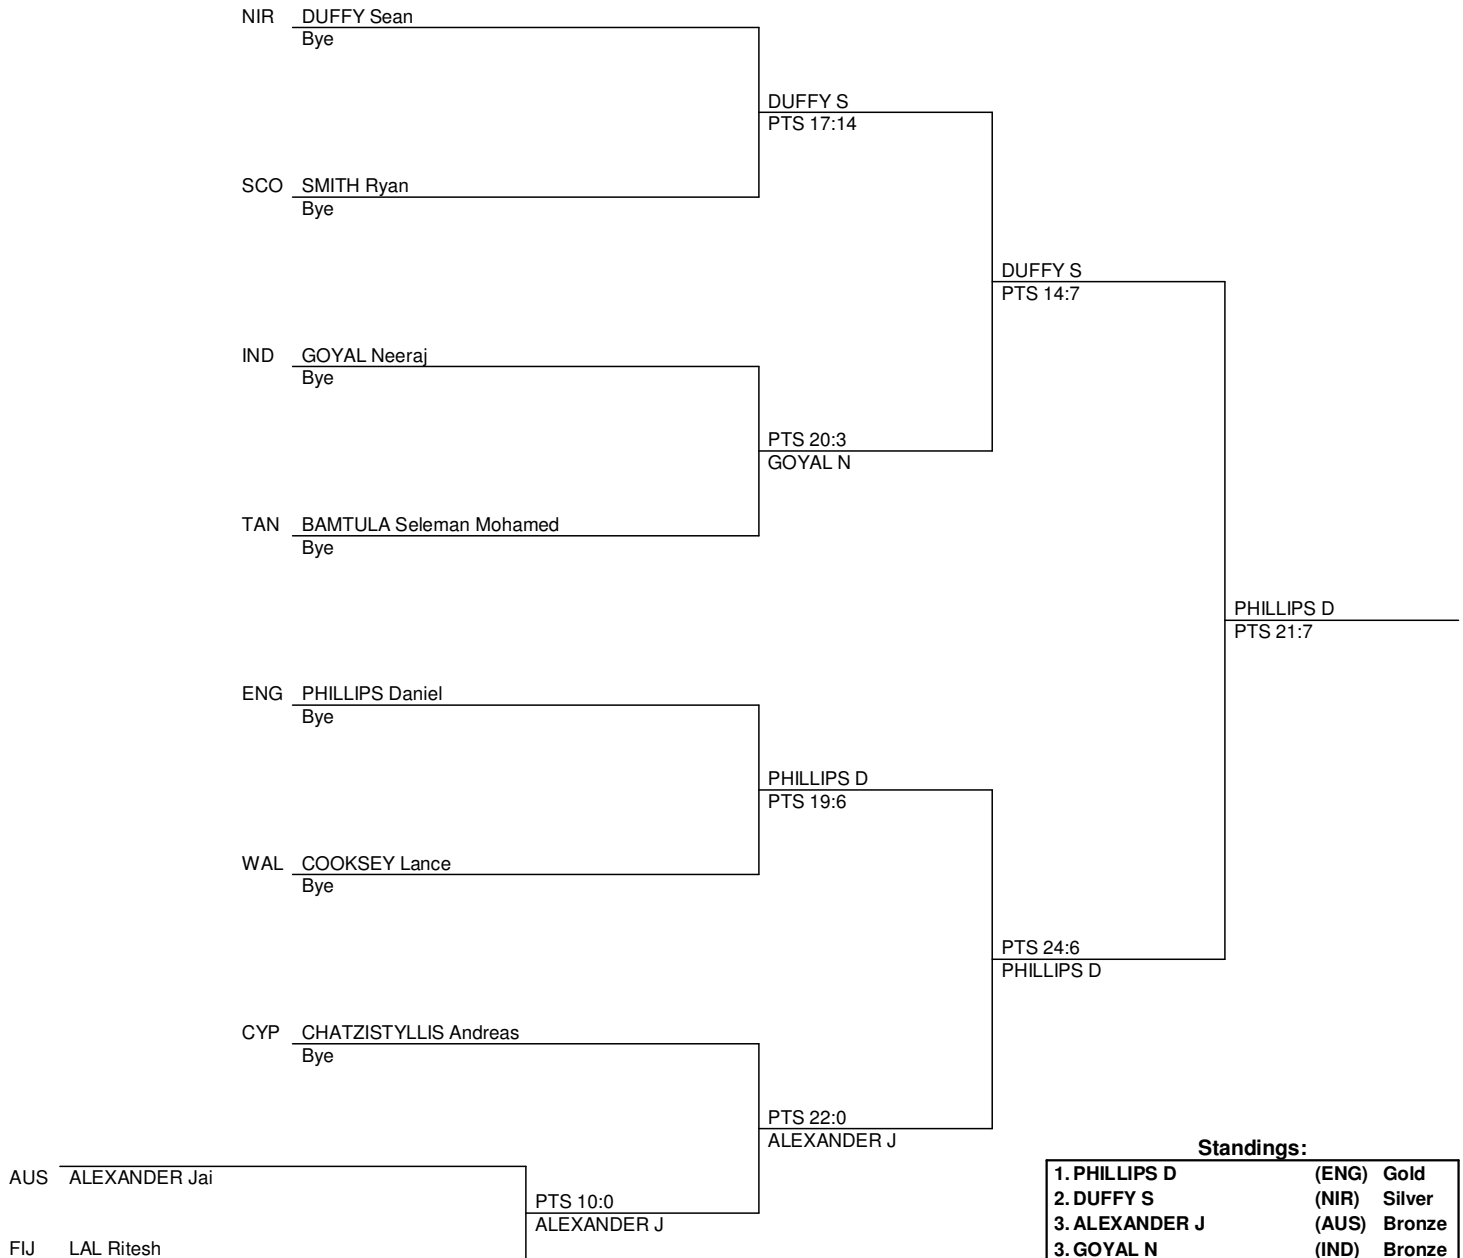 NIR DUFFY Sean
Bye
DUFFY S
PTS 17:14
SCO SMITH Ryan
Bye
DUFFY S
PTS 14:7
IND GOYAL Neeraj
Bye
PTS 20:3
GOYAL N
TAN BAMTULA Seleman Mohamed
Bye
PHILLIPS D
PTS 21:7
ENG PHILLIPS Daniel
Bye
PHILLIPS D
PTS 19:6
WAL COOKSEY Lance
Bye
PTS 24:6
PHILLIPS D
CYP CHATZISTYLLIS Andreas
Bye
PTS 22:0
ALEXANDER J
AUS ALEXANDER Jai
PTS 10:0
ALEXANDER J
FIJ LAL Ritesh
Standings:
1. PHILLIPS D (ENG) Gold
2. DUFFY S (NIR) Silver
3. ALEXANDER J (AUS) Bronze
3. GOYAL N (IND) Bronze